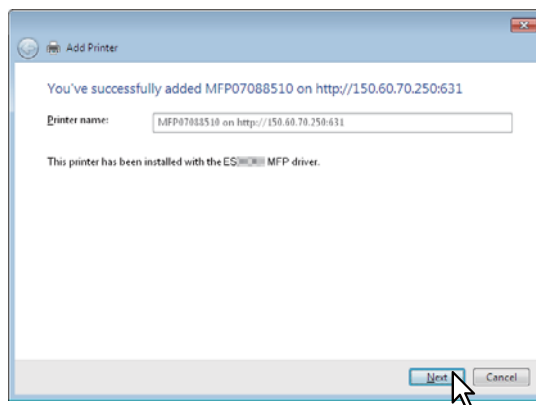 Add Printer
You've successfully added MFP07088510 on http://150.60.70.250:631
Printer name: MFP07088510 on http://150.60.70.250:631
This printer has been installed with the ES MFP driver.
Next Cancel